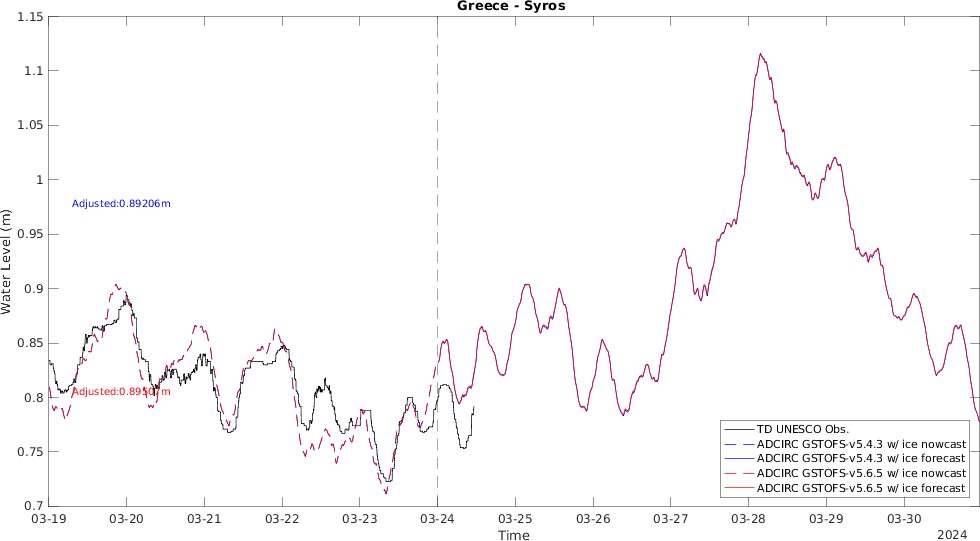 Greece - Syros
1.15
1.1
1.05
1
0.95
0.9
0.85
0.8
0.75
0.7
Water Level (m)
Adjusted:0.89206m
03-19
03-20
03-21
03-22
03-23
03-24
03-25
03-26
03-27
03-28
03-29
03-30
Time
2024
TD UNESCO Obs.
ADCIRC GSTOFS-v5.4.3 w/ ice nowcast
ADCIRC GSTOFS-v5.4.3 w/ ice forecast
ADCIRC GSTOFS-v5.6.5 w/ ice nowcast
ADCIRC GSTOFS-v5.6.5 w/ ice forecast